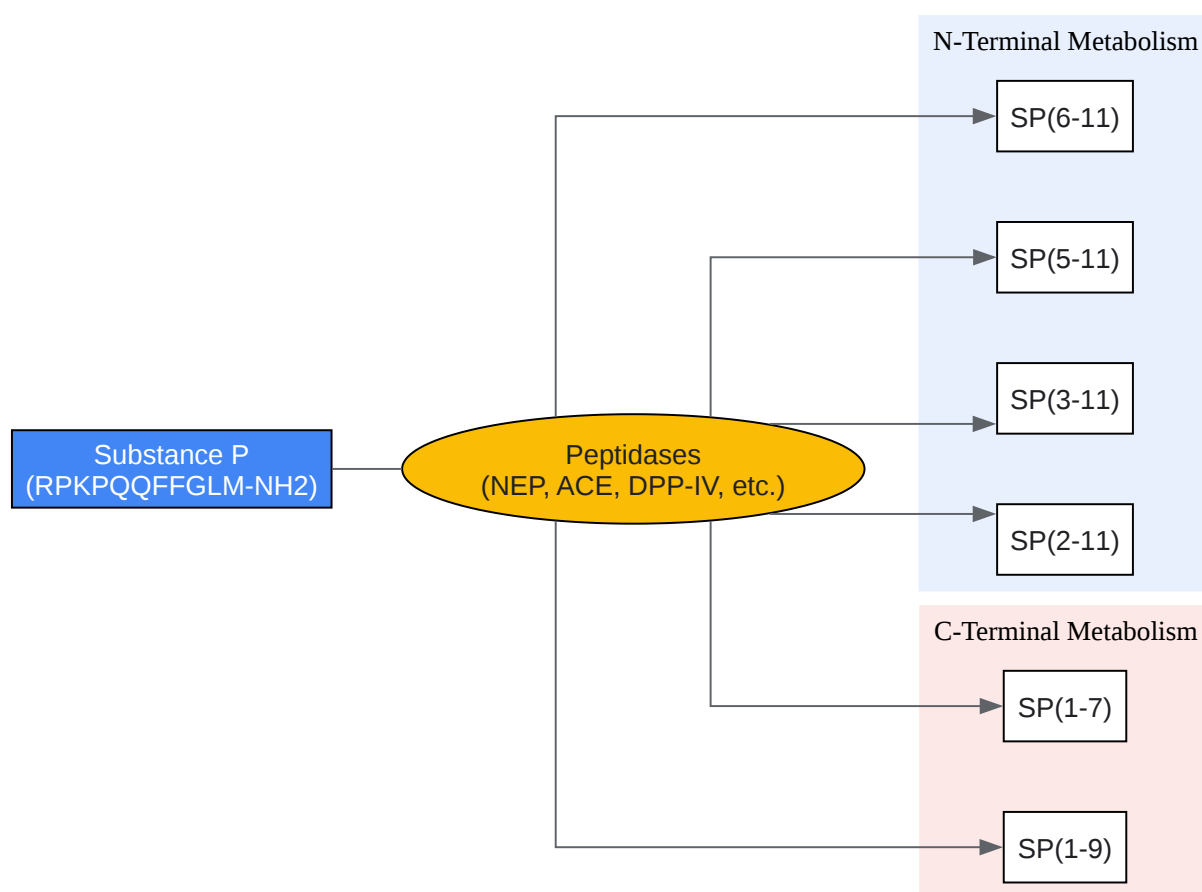 N-Terminal Metabolism
SP(6-11)
SP(5-11)
SP(3-11)
Substance P
(RPKPQQFFGLM-NH2)
Peptidases
(NEP, ACE, DPP-IV, etc.)
SP(2-11)
C-Terminal Metabolism
SP(1-7)
SP(1-9)